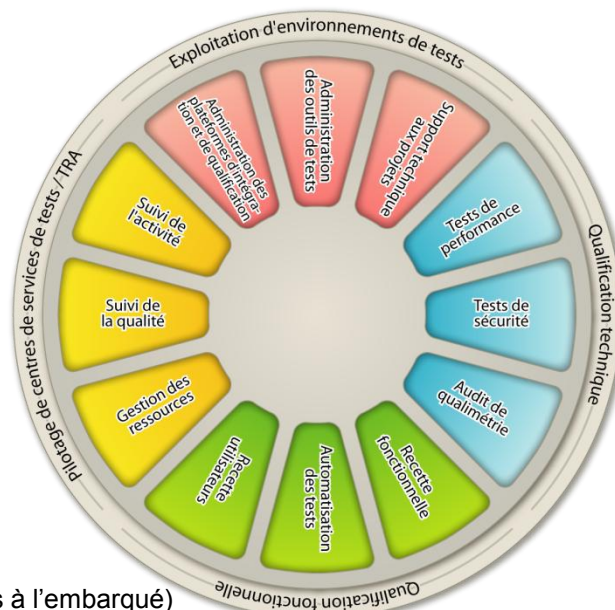 Exploitation d'environnements de tests
Administration des
plateformes d'intégra-
tion et de qualification
Administration
des outils de tests
Support technique
aux projets
Tests de
performance
Tests de
sécurité
Audit de
qualimétrie
Qualification technique
Recette
fonctionnelle
Automatisation
des tests
Recette
utilisateurs
Qualification fonctionnelle
Gestion des
ressources
Suivi de
la qualité
Suivi de
l'activité
Pilotage de centres de services de tests / TRA
s à l’embarqué)